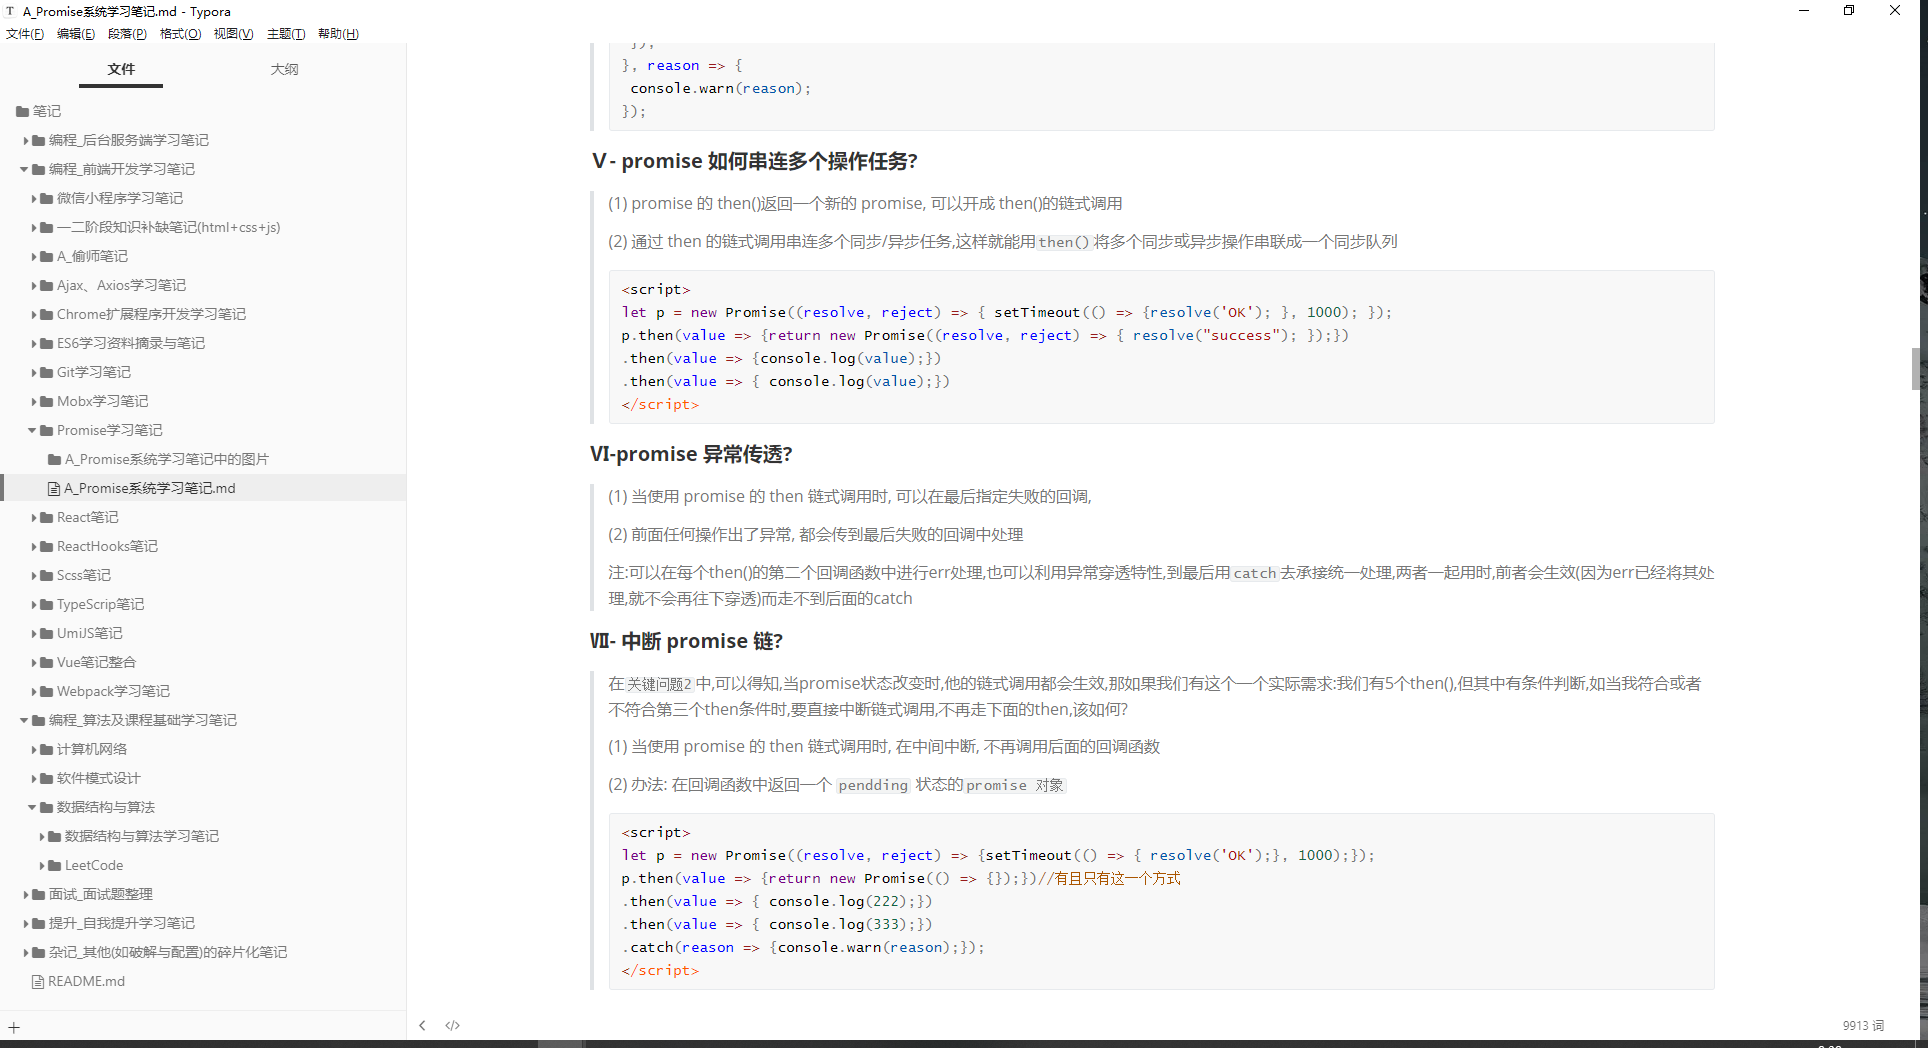 A_Promise系统学习笔记.md - Typora
文件(F) 编辑(E) 段落(P) 格式(O) 视图(V) 主题(T) 帮助(H)
文件 大纲
笔记
编程_后台服务端学习笔记
编程_前端开发学习笔记
微信小程序学习笔记
一二阶段知识补缺笔记(html+css+js)
A_偷师笔记
Ajax、Axios学习笔记
Chrome扩展程序开发学习笔记
ES6学习资料摘录与笔记
Git学习笔记
Mobx学习笔记
Promise学习笔记
A_Promise系统学习笔记中的图片
A_Promise系统学习笔记.md
React笔记
ReactHooks笔记
Scss笔记
TypeScrip笔记
UmiJS笔记
Vue笔记整合
Webpack学习笔记
编程_算法及课程基础学习笔记
计算机网络
软件模式设计
数据结构与算法
数据结构与算法学习笔记
LeetCode
面试_面试题整理
提升_自我提升学习笔记
杂记_其他(如破解与配置)的碎片化笔记
README.md
});
}, reason => {
console.warn(reason);
});
Ⅴ- promise 如何串连多个操作任务?
(1) promise 的 then()返回一个新的 promise, 可以开成 then()的链式调用
(2) 通过 then 的链式调用串连多个同步/异步任务,这样就能用then()将多个同步或异步操作串联成一个同步队列
<script>
let p = new Promise((resolve, reject) => { setTimeout(() => {resolve('OK'); }, 1000); });
p.then(value => {return new Promise((resolve, reject) => { resolve("success"); });})
.then(value => {console.log(value);})
.then(value => { console.log(value);})
</script>
Ⅵ-promise 异常传透?
(1) 当使用 promise 的 then 链式调用时, 可以在最后指定失败的回调,
(2) 前面任何操作出了异常, 都会传到最后失败的回调中处理
注:可以在每个then()的第二个回调函数中进行err处理,也可以利用异常穿透特性,到最后用catch去承接统一处理,两者一起用时,前者会生效(因为err已经将其处
理,就不会再往下穿透)而走不到后面的catch
Ⅶ- 中断 promise 链?
在关键问题2中,可以得知,当promise状态改变时,他的链式调用都会生效,那如果我们有这个一个实际需求:我们有5个then(),但其中有条件判断,如当我符合或者
不符合第三个then条件时,要直接中断链式调用,不再走下面的then,该如何?
(1) 当使用 promise 的 then 链式调用时, 在中间中断, 不再调用后面的回调函数
(2) 办法: 在回调函数中返回一个 pendding 状态的promise 对象
<script>
let p = new Promise((resolve, reject) => {setTimeout(() => { resolve('OK');}, 1000);});
p.then(value => {return new Promise(() => {});})//有且只有这一个方式
.then(value => { console.log(222);})
.then(value => { console.log(333);})
.catch(reason => {console.warn(reason);});
</script>
9913 词